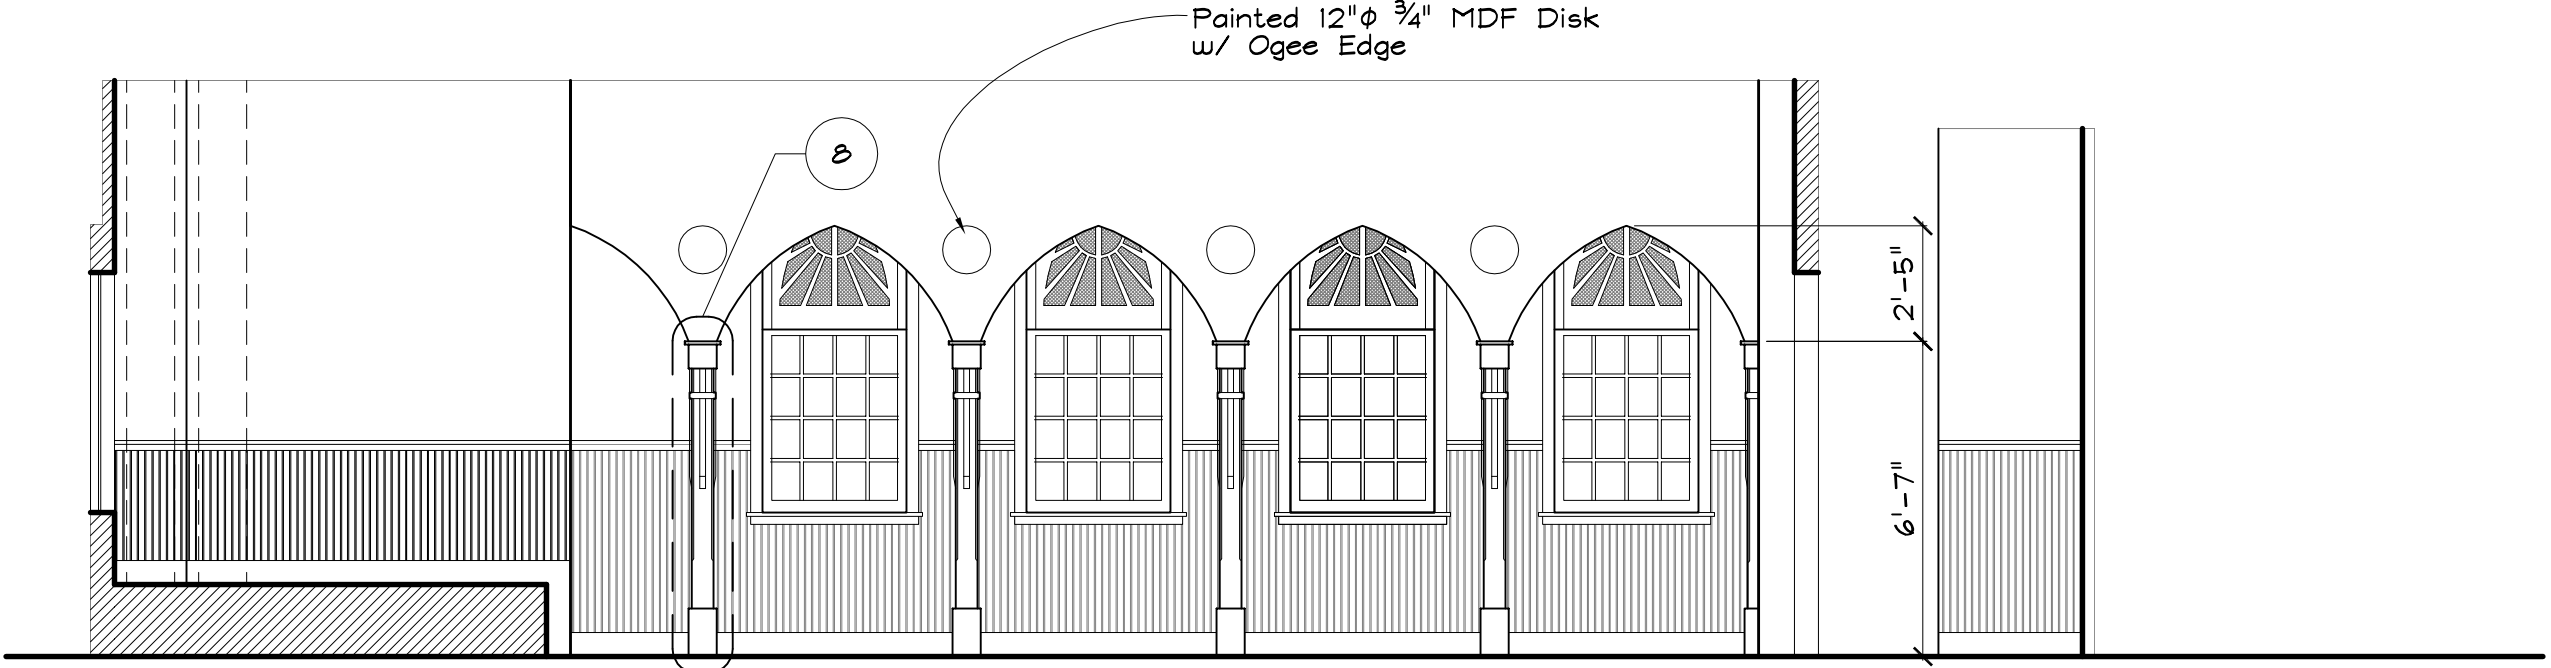 Painted 12"φ ¾" MDF Disk
w/ Ogee Edge
8
2'-5"
6'-7"